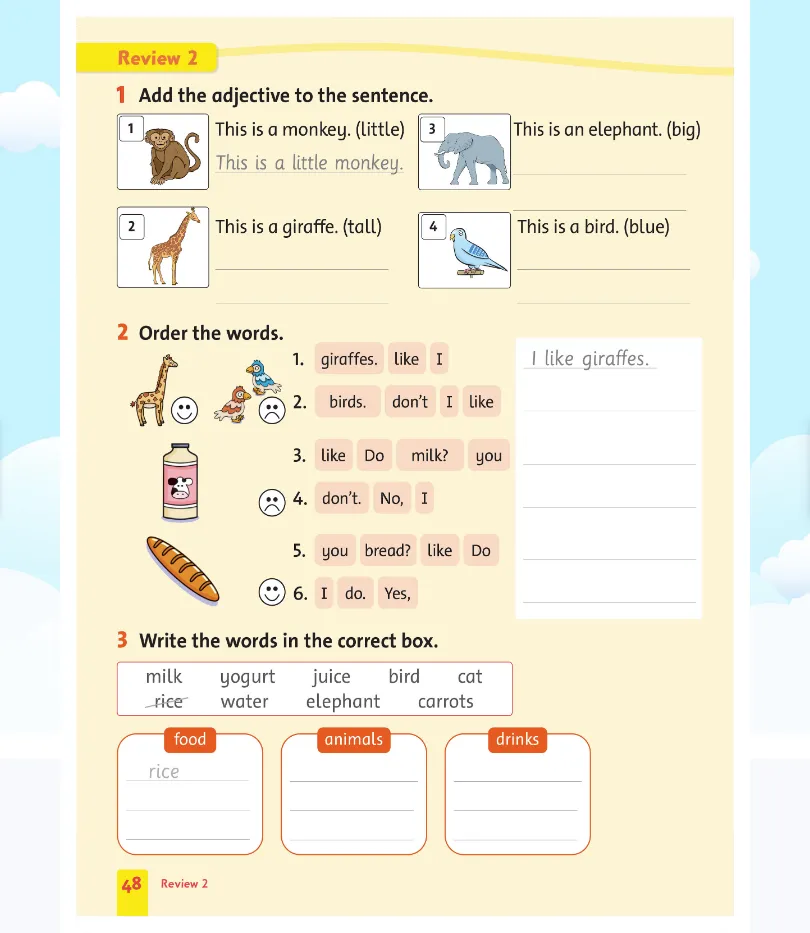 Review 2
1 Add the adjective to the sentence.
1 This is a monkey. (little)
This is a little monkey.
3 This is an elephant. (big)
2 This is a giraffe. (tall)
4 This is a bird. (blue)
2 Order the words.
1. giraffes. like I
I like giraffes.
2. birds. don't I like
3. like Do milk? you
4. don't. No, I
5. you bread? like Do
6. I do. Yes,
3 Write the words in the correct box.
milk yogurt juice bird cat
rice water elephant carrots
food animals drinks
rice
48 Review 2